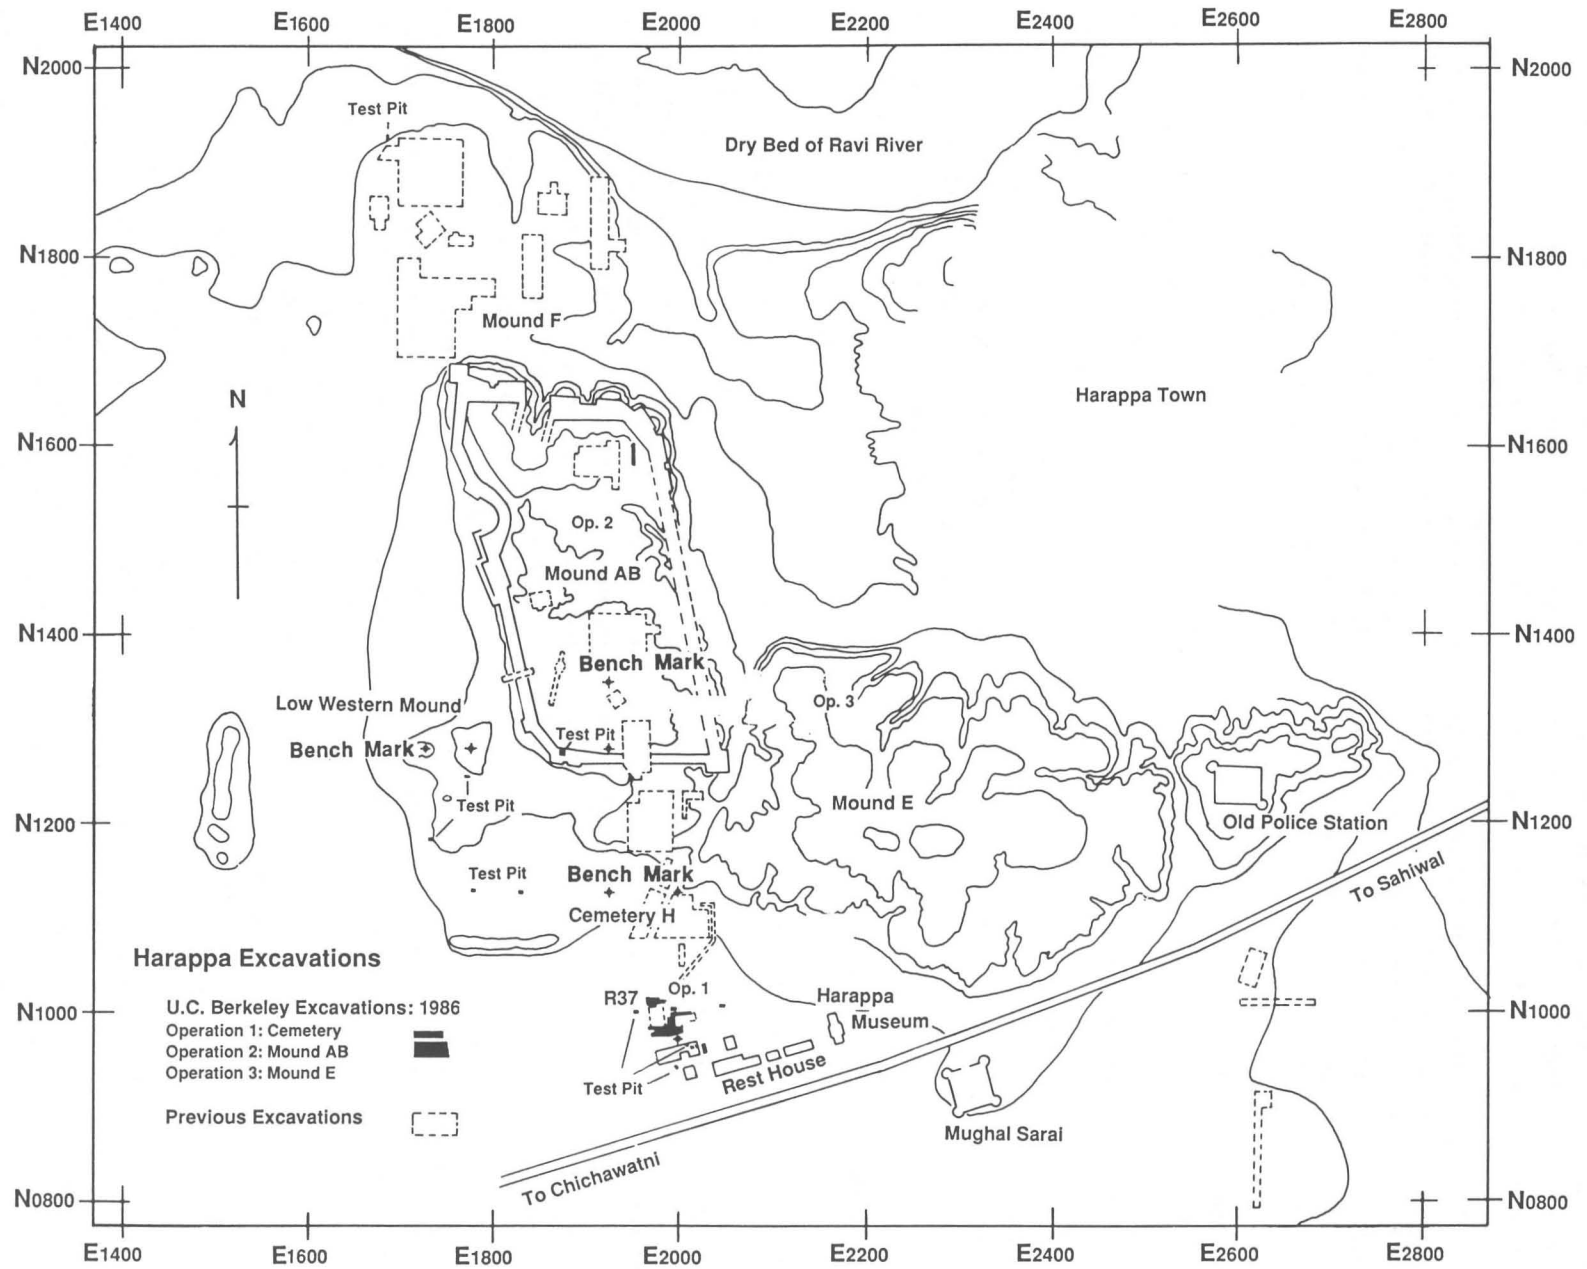 E1400 E1600 E1800 E2000 E2200 E2400 E2600 E2800
N2000 N2000
Test Pit
Dry Bed of Ravi River
N1800 N1800
Mound F
N
Harappa Town
N1600 N1600
Op. 2
Mound AB
N1400 N1400
Bench Mark
Low Western Mound
Op. 3
Test Pit
Bench Mark
Test Pit
Mound E
N1200 N1200
Old Police Station
Test Pit
Bench Mark
To Sahiwal
Cemetery H
Harappa Excavations
R37
Op. 1
Harappa
Museum
U.C. Berkeley Excavations: 1986
N1000 N1000
Operation 1: Cemetery
Operation 2: Mound AB
Operation 3: Mound E
Rest House
Test Pit
Previous Excavations
Mughal Sarai
To Chichawatni
N0800 N0800
E1400 E1600 E1800 E2000 E2200 E2400 E2600 E2800